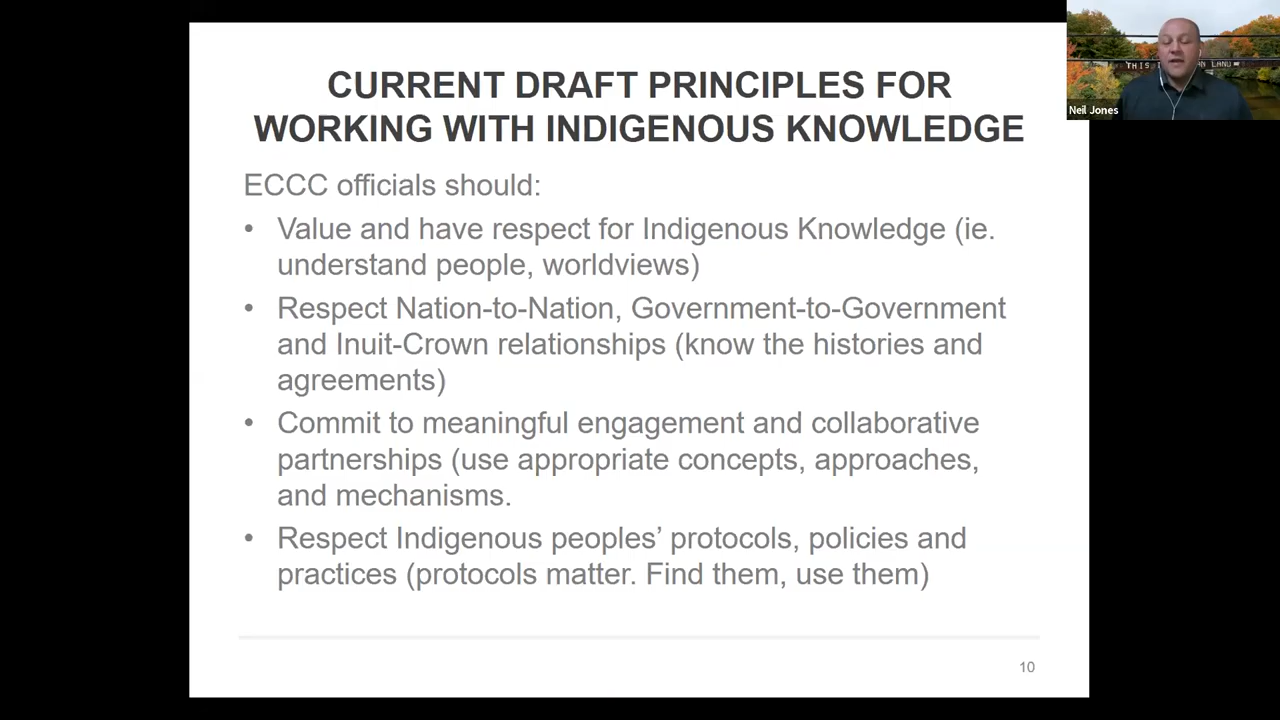 CURRENT DRAFT PRINCIPLES FOR
WORKING WITH INDIGENOUS KNOWLEDGE
ECCC officials should:
• Value and have respect for Indigenous Knowledge (ie.
understand people, worldviews)
• Respect Nation-to-Nation, Government-to-Government
and Inuit-Crown relationships (know the histories and
agreements)
• Commit to meaningful engagement and collaborative
partnerships (use appropriate concepts, approaches,
and mechanisms.
• Respect Indigenous peoples’ protocols, policies and
practices (protocols matter. Find them, use them)
10
THIS LAND
Neil Jones